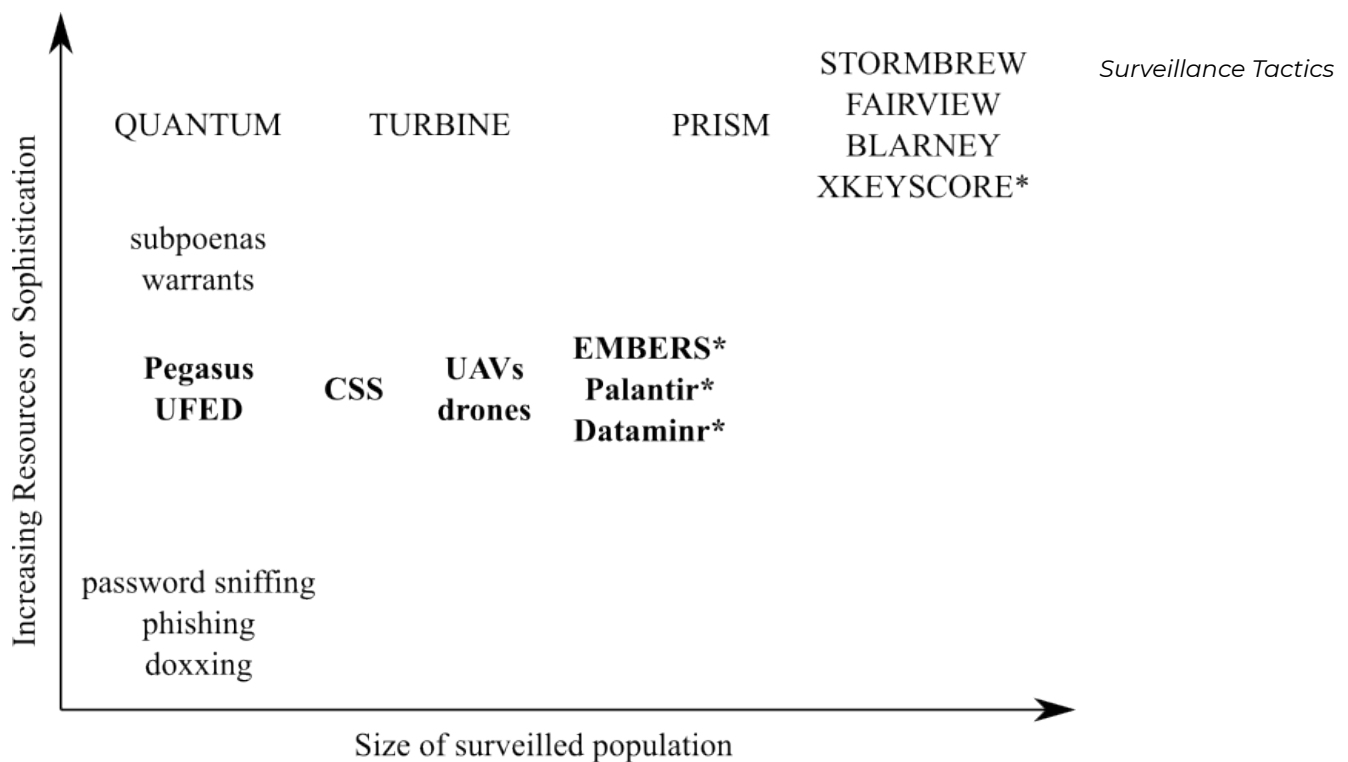 STORMBREW
FAIRVIEW
BLARNEY
XKEYSCORE*
Surveillance Tactics
QUANTUM
TURBINE
PRISM
subpoenas
warrants
Pegasus
UFED
CSS
UAVs
drones
EMBERS*
Palantir*
Dataminr*
password sniffing
phishing
doxxing
Increasing Resources or Sophistication
Size of surveilled population